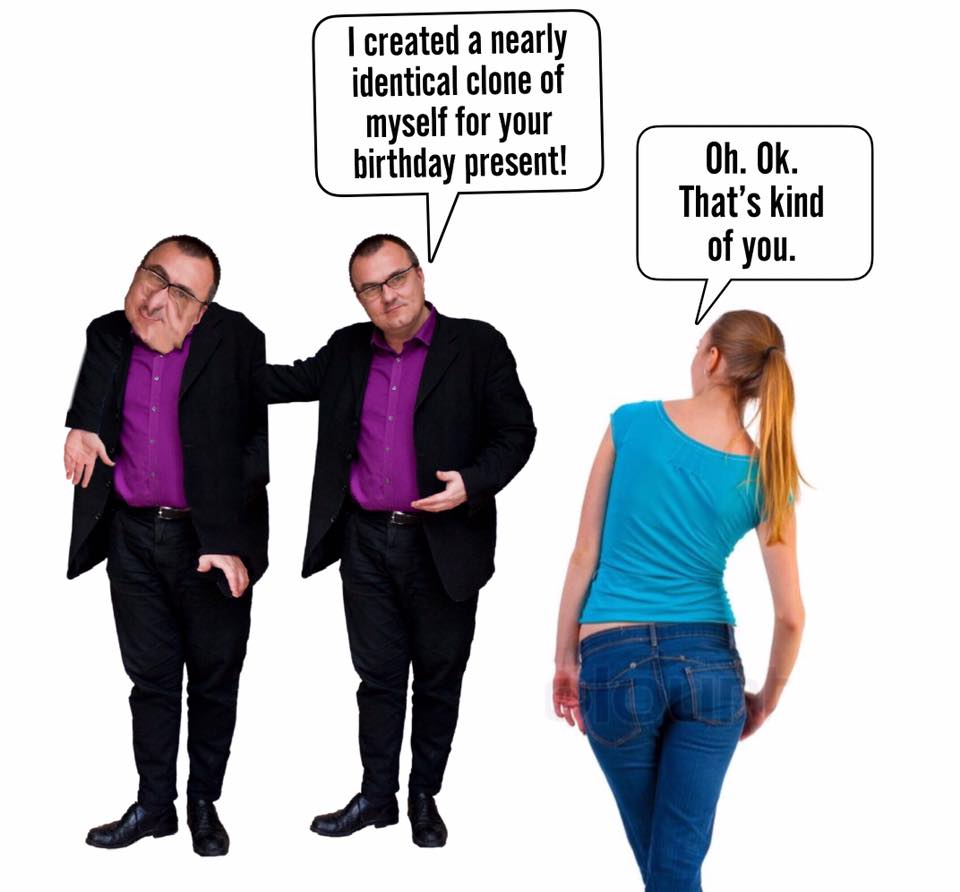 I created a nearly
identical clone of
myself for your
birthday present!
Oh. Ok.
That’s kind
of you.